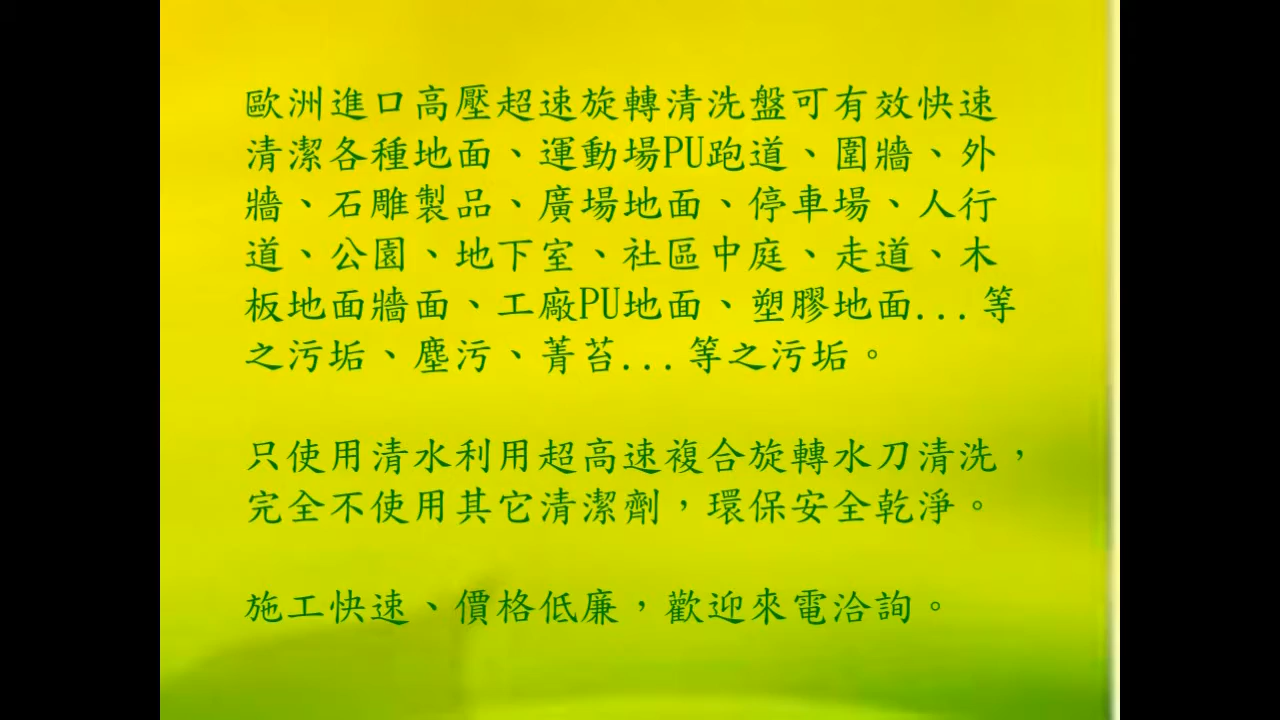 歐洲進口高壓超速旋轉清洗盤可有效快速
清潔各種地面、運動場PU跑道、圍牆、外
牆、石雕製品、廣場地面、停車場、人行
道、公園、地下室、社區中庭、走道、木
板地面牆面、工廠PU地面、塑膠地面...等
之污垢、塵污、菁苔...等之污垢。
只使用清水利用超高速複合旋轉水刀清洗，
完全不使用其它清潔劑，環保安全乾淨。
施工快速、價格低廉，歡迎來電洽詢。